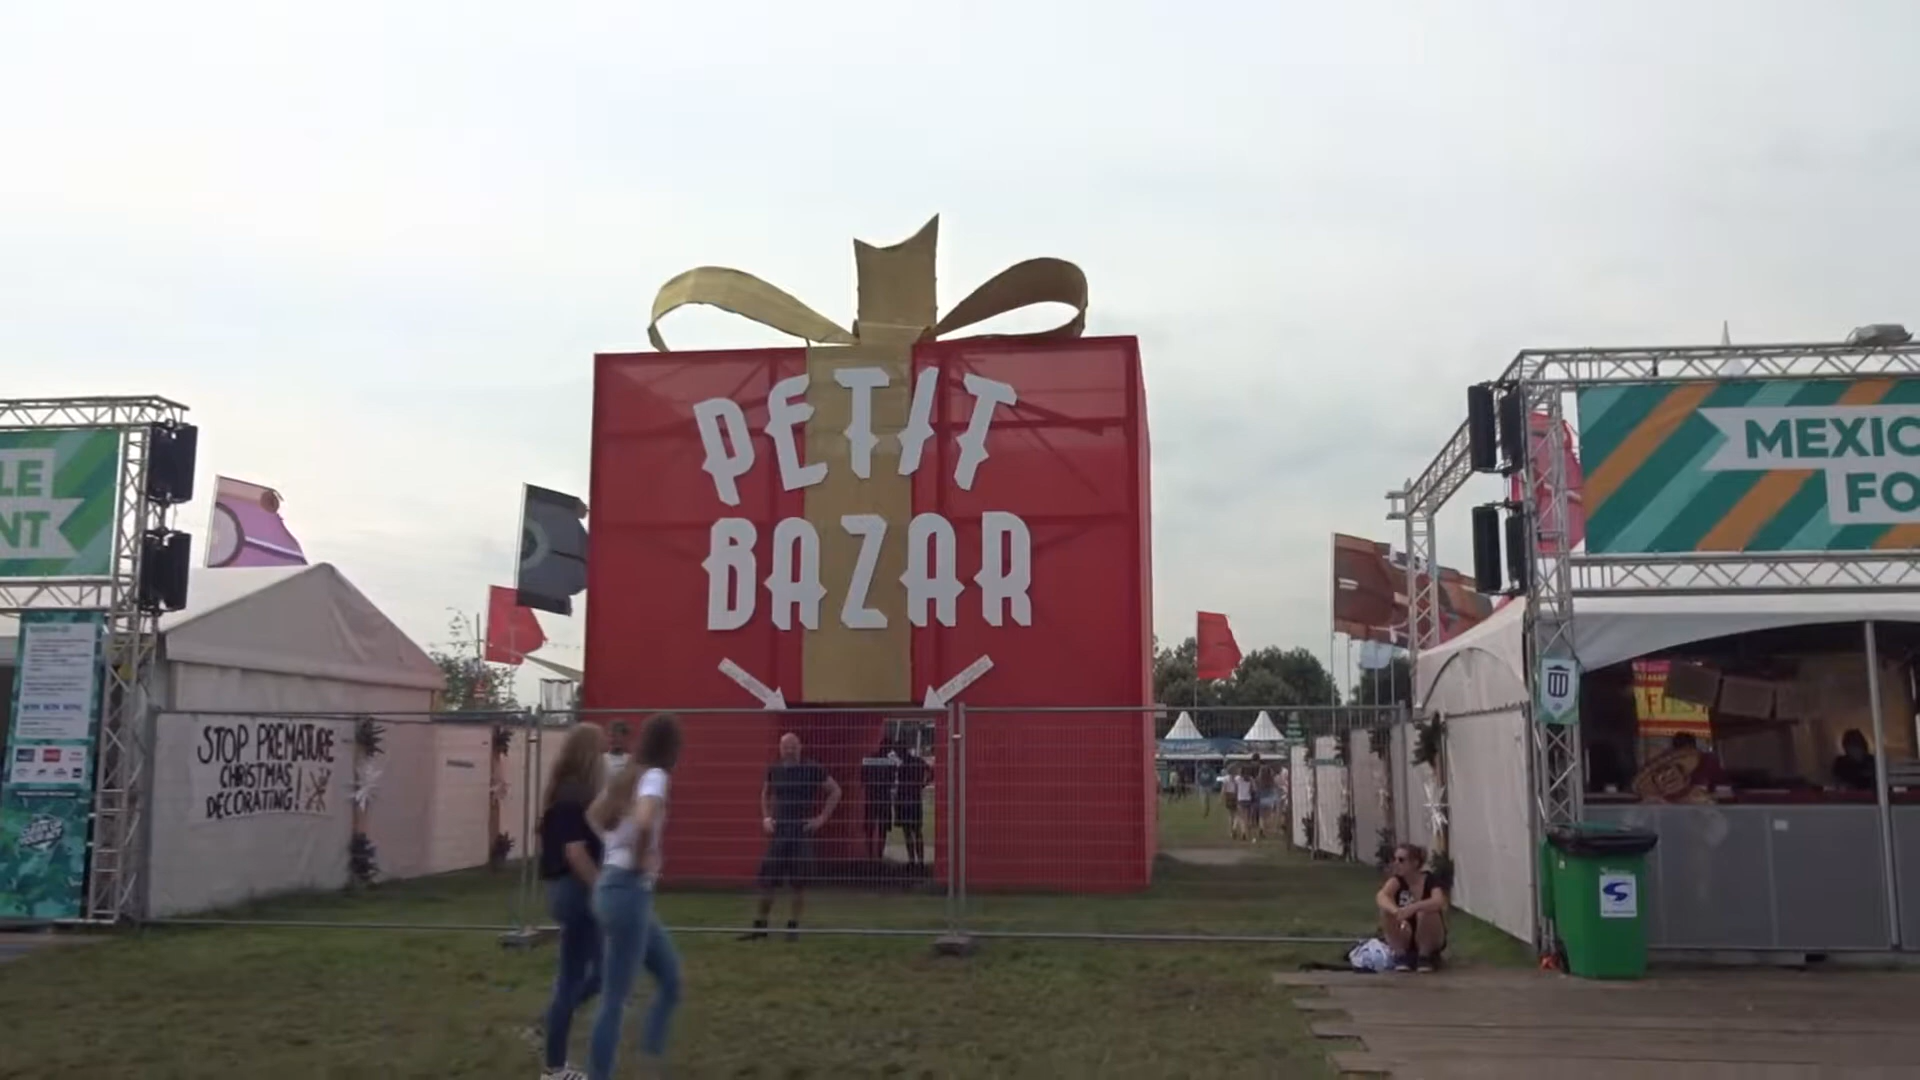 PETIT
BAZAR
LE
NT
MEXIC
FO
STOP PREMATURE
CHRISTMAS
DECORATING!